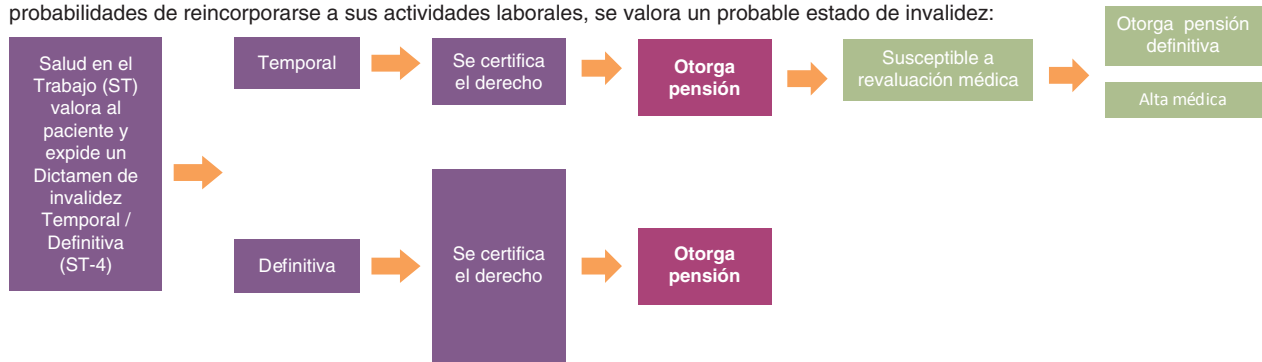 probabilidades de reincorporarse a sus actividades laborales, se valora un probable estado de invalidez:
Salud en el
Trabajo (ST)
valora al
paciente y
expide un
Dictamen de
invalidez
Temporal /
Definitiva
(ST-4)
Temporal
Se certifica
el derecho
Otorga
pensión
Susceptible a
revaluación médica
Otorga pensión
definitiva
Alta médica
Definitiva
Se certifica
el derecho
Otorga
pensión